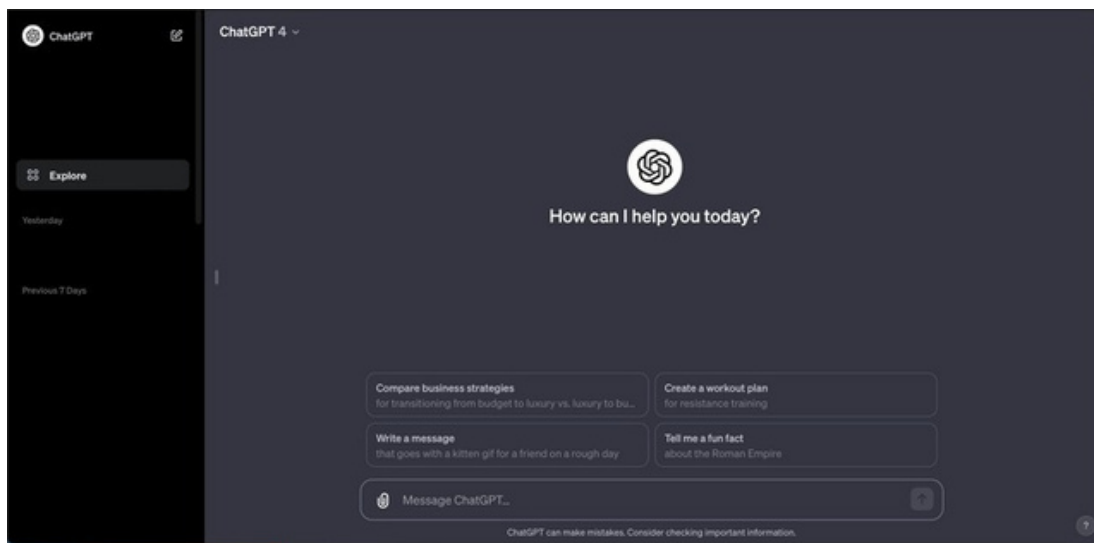 ChatGPT
Explore
Yesterday
Previous 7 Days
ChatGPT 4
How can I help you today?
Compare business strategies
for transitioning from budget to luxury vs. luxury to bu...
Create a workout plan
for resistance training
Write a message
that goes with a kitten gif for a friend on a rough day
Tell me a fun fact
about the Roman Empire
Message ChatGPT...
ChatGPT can make mistakes. Consider checking important information.
?